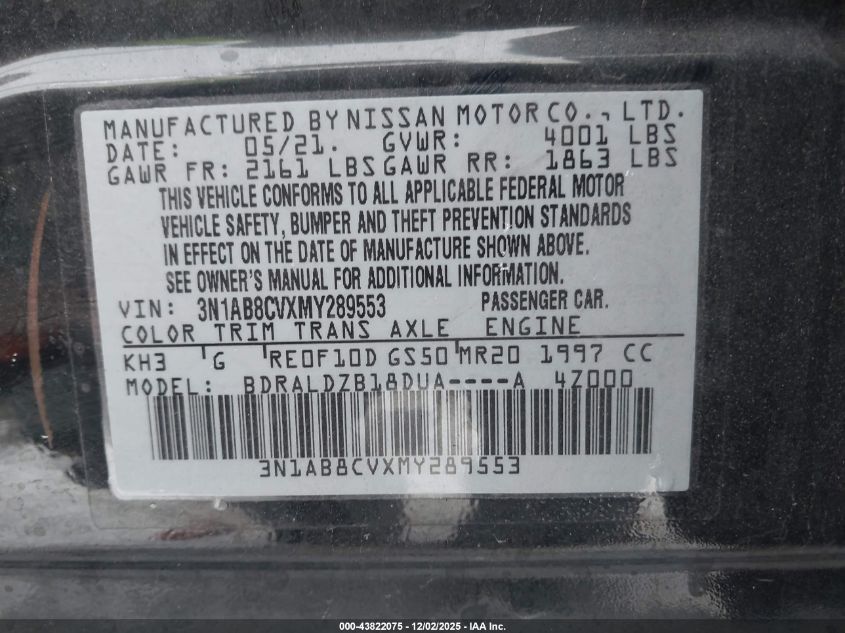 MANUFACTURED BY NISSAN MOTOR CO., LTD.
DATE: 05/21. GVWR: 4001 LBS
GAWR FR: 2161 LBS GAWR RR: 1863 LBS
THIS VEHICLE CONFORMS TO ALL APPLICABLE FEDERAL MOTOR
VEHICLE SAFETY, BUMPER AND THEFT PREVENTION STANDARDS
IN EFFECT ON THE DATE OF MANUFACTURE SHOWN ABOVE.
SEE OWNER'S MANUAL FOR ADDITIONAL INFORMATION.
VIN: 3N1AB8CVXMY289553 PASSENGER CAR.
COLOR TRIM TRANS AXLE ENGINE
KH3 G RE0F10D GS50 MR20 1997 CC
MODEL: BDRALDZB18DUA----A 4Z000
3N1AB8CVXMY289553
000-43822075 - 12/02/2025 - IAA Inc.